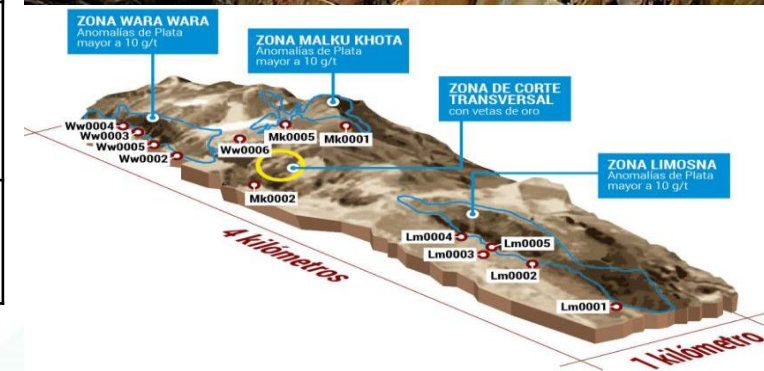 ZONA WARA WARA
Anomalías de Plata
mayor a 10 g/t
ZONA MALKU KHOTA
Anomalías de Plata
mayor a 10 g/t
ZONA DE CORTE
TRANSVERSAL
con vetas de oro
ZONA LIMOSNA
Anomalías de Plata
mayor a 10 g/t
Ww0004
Ww0003
Ww0005
Ww0002
Ww0006
Mk0005
Mk0001
Mk0002
Lm0004
Lm0005
Lm0003
Lm0002
Lm0001
4 kilómetros
1 kilómetro